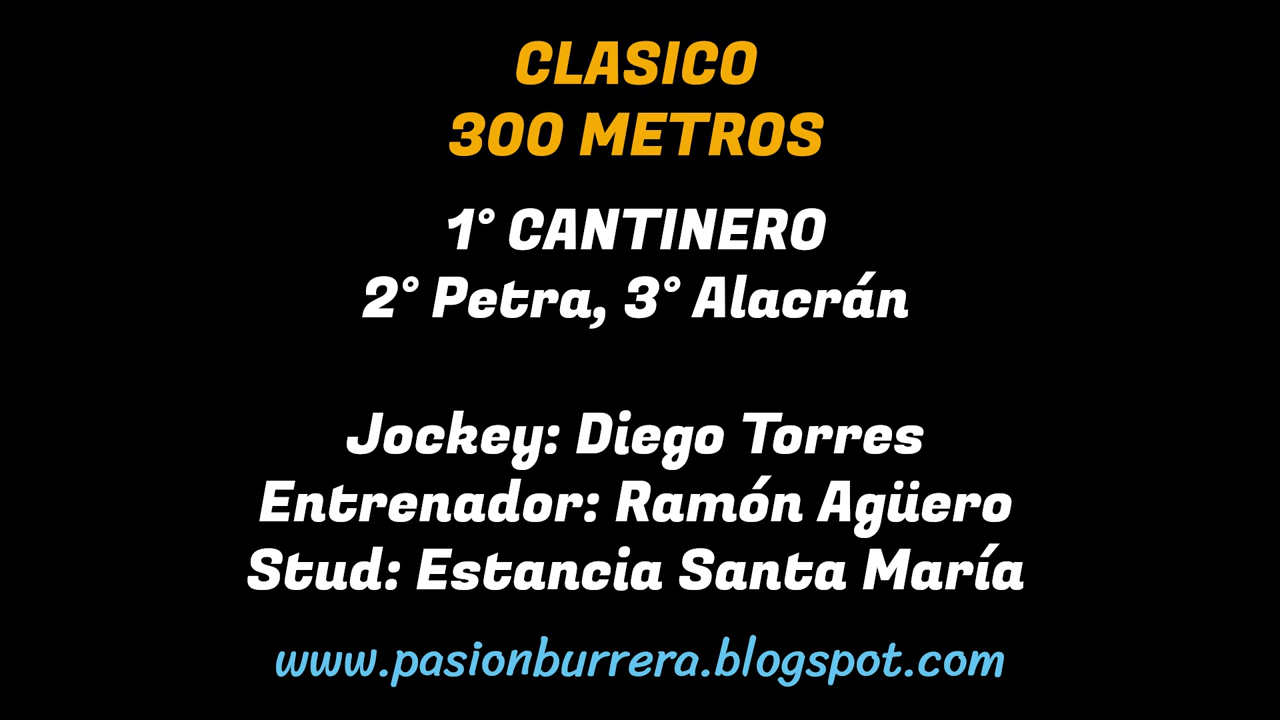 CLASICO
300 METROS
1° CANTINERO
2° Petra, 3° Alacrán
Jockey: Diego Torres
Entrenador: Ramón Agüero
Stud: Estancia Santa María
www.pasionburrera.blogspot.com